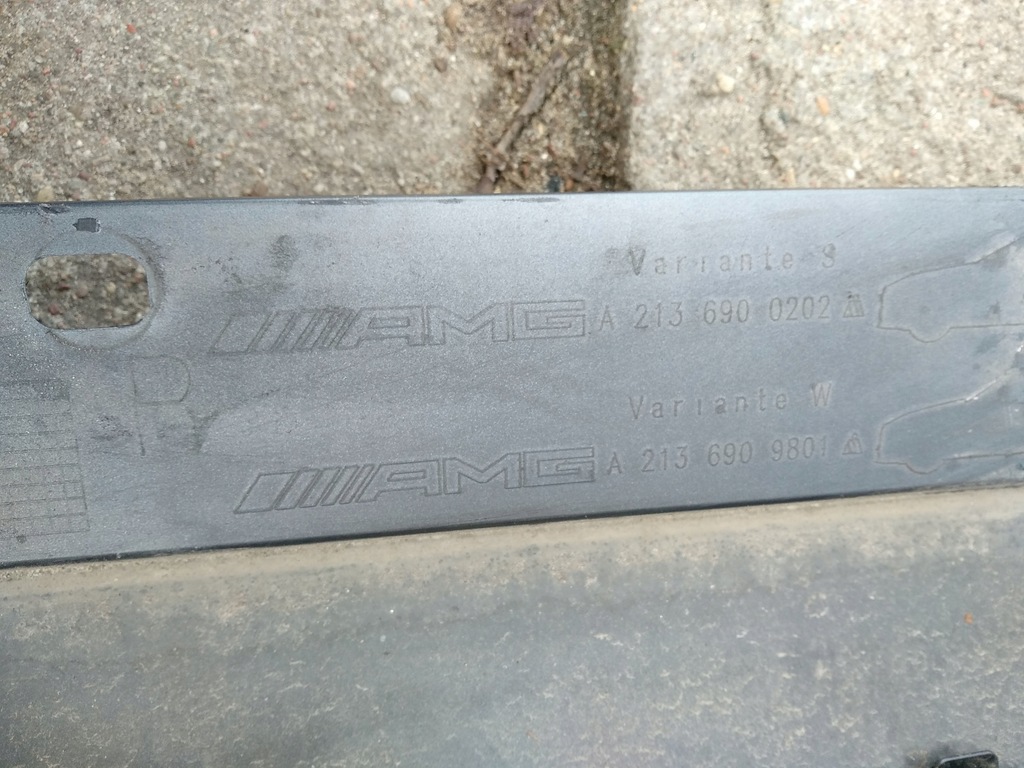 Variante S
AMG A 213 690 0202
R
Variante W
AMG A 213 690 9801